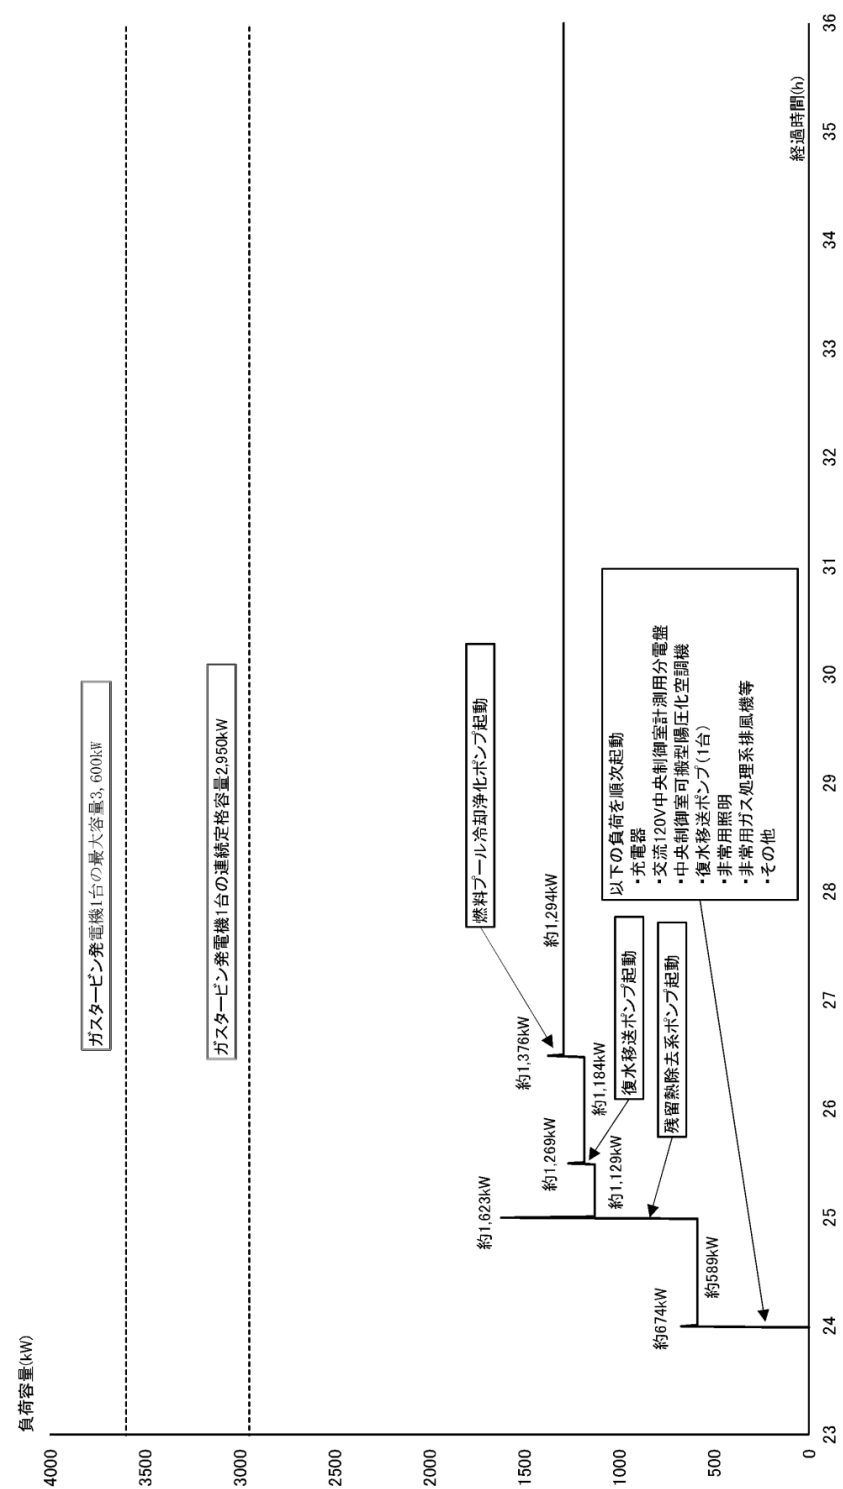 負荷容量(kW)
4000
3500
3000
2500
2000
1500
1000
500
0
ガスタービン発電機1台の最大容量3,600kW
ガスタービン発電機1台の連続定格容量2,950kW
燃料プール冷却浄化ポンプ起動
約1,623kW
約1,376kW
約1,294kW
約1,269kW
約1,184kW
約1,129kW
復水移送ポンプ起動
残留熱除去系ポンプ起動
約674kW
約589kW
以下の負荷を順次起動
・充電器
・交流120V中央制御室計測用分電盤
・中央制御室可搬型陽圧化空調機
・復水移送ポンプ(1台)
・非常用照明
・非常用ガス処理系排風機等
・その他
23
24
25
26
27
28
29
30
31
32
33
34
35
36
経過時間(h)